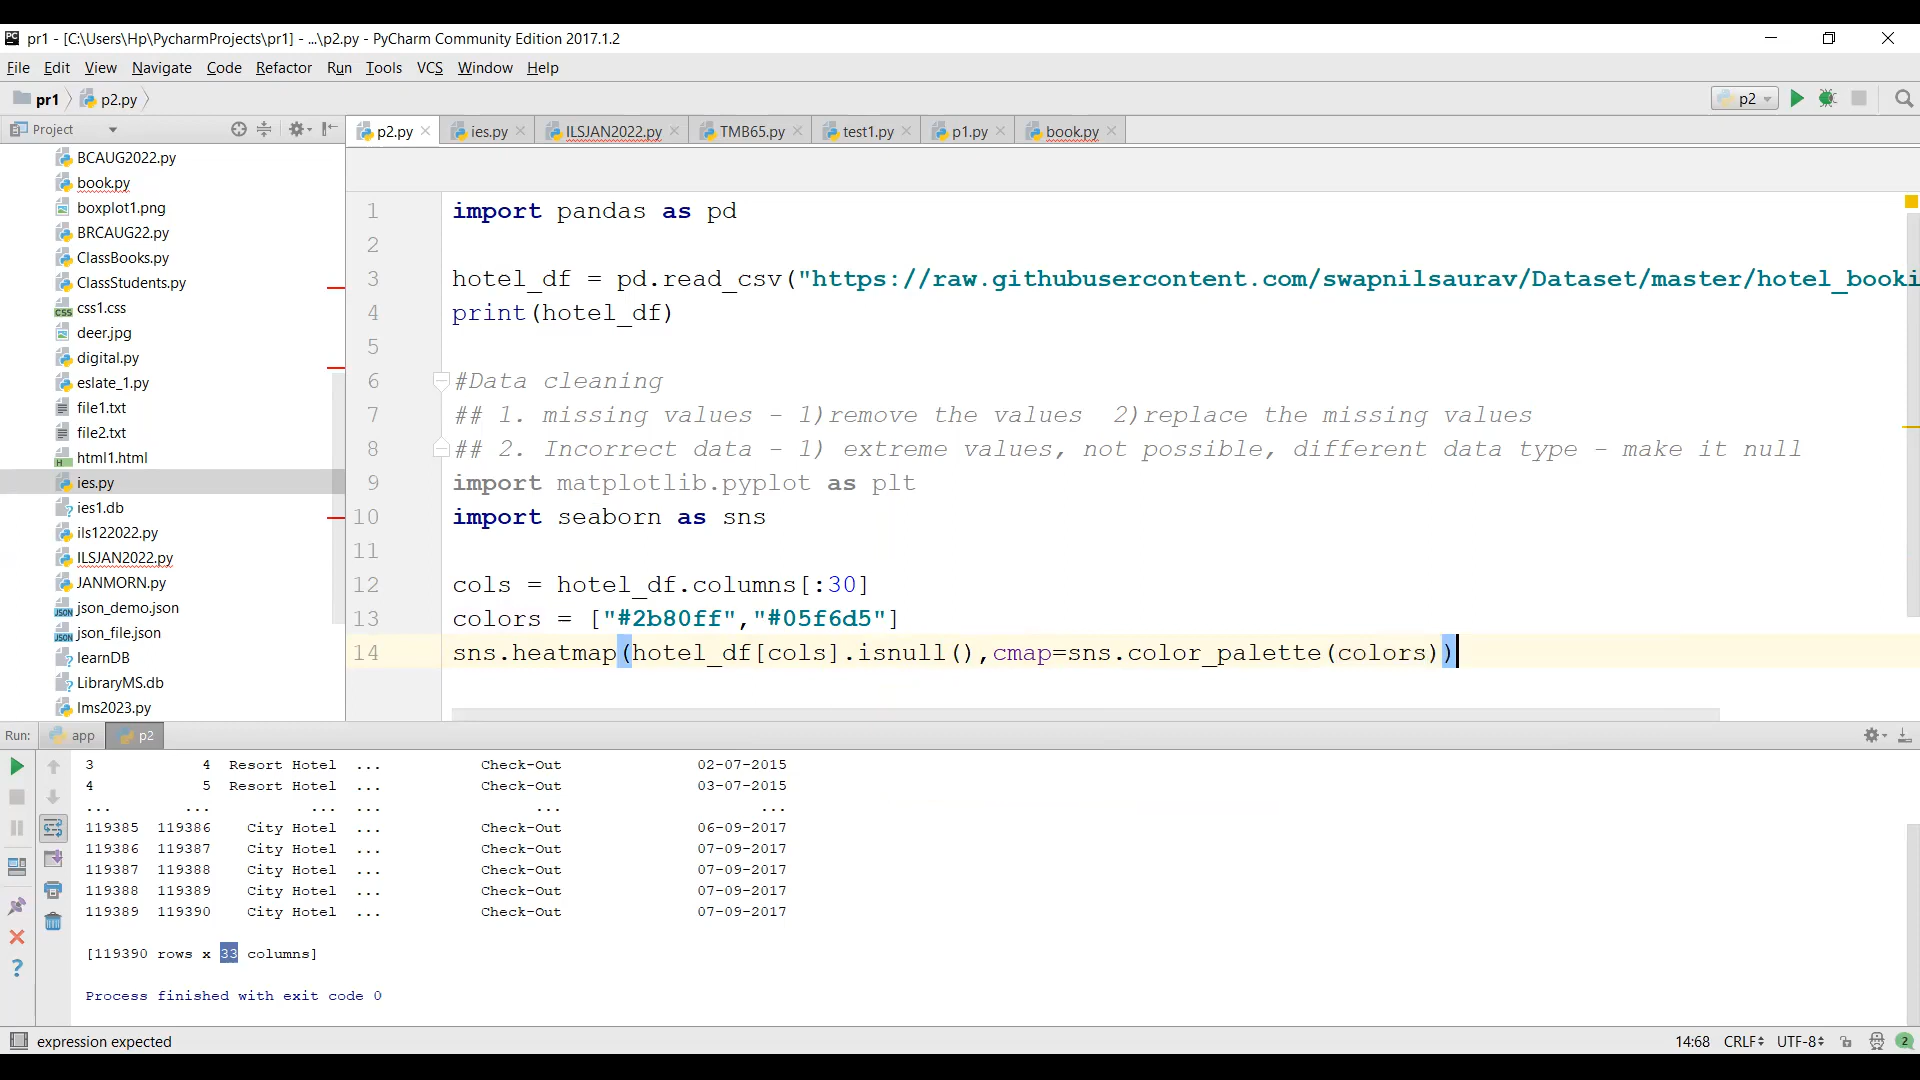 pr1 - [C:\Users\Hp\PycharmProjects\pr1] - ...\p2.py - PyCharm Community Edition 2017.1.2
File Edit View Navigate Code Refactor Run Tools VCS Window Help
pr1 p2.py p2
Project p2.py ies.py ILSJAN2022.py TMB65.py test1.py p1.py book.py
BCAUG2022.py
book.py
boxplot1.png
BRCAUG22.py
ClassBooks.py
ClassStudents.py
css1.css
deer.jpg
digital.py
eslate_1.py
file1.txt
file2.txt
html1.html
ies.py
ies1.db
ils122022.py
ILSJAN2022.py
JANMORN.py
json_demo.json
json_file.json
learnDB
LibraryMS.db
lms2023.py
1 import pandas as pd
2
3 hotel_df = pd.read_csv("https://raw.githubusercontent.com/swapnilsaurav/Dataset/master/hotel_booki
4 print(hotel_df)
5
6 #Data cleaning
7 ## 1. missing values - 1)remove the values  2)replace the missing values
8 ## 2. Incorrect data - 1) extreme values, not possible, different data type - make it null
9 import matplotlib.pyplot as plt
10 import seaborn as sns
11
12 cols = hotel_df.columns[:30]
13 colors = ["#2b80ff","#05f6d5"]
14 sns.heatmap(hotel_df[cols].isnull(),cmap=sns.color_palette(colors))
Run: app p2
3 4 Resort Hotel ... Check-Out 02-07-2015
4 5 Resort Hotel ... Check-Out 03-07-2015
... ... ... ... ... ...
119385 119386 City Hotel ... Check-Out 06-09-2017
119386 119387 City Hotel ... Check-Out 07-09-2017
119387 119388 City Hotel ... Check-Out 07-09-2017
119388 119389 City Hotel ... Check-Out 07-09-2017
119389 119390 City Hotel ... Check-Out 07-09-2017
[119390 rows x 33 columns]
Process finished with exit code 0
expression expected 14:68 CRLF UTF-8 2